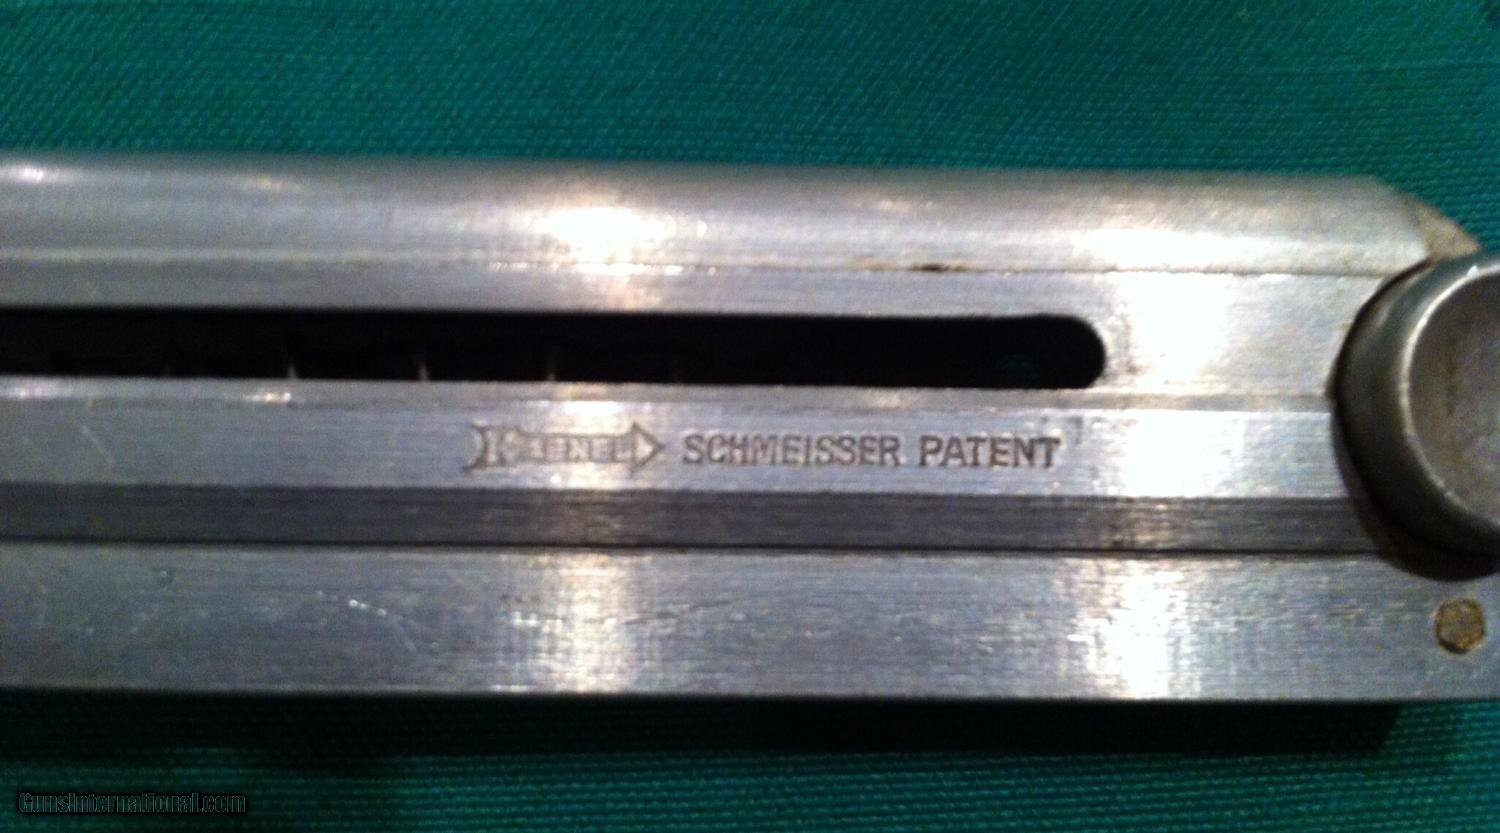 SCHMEISSER PATENT
GunsInternational.com